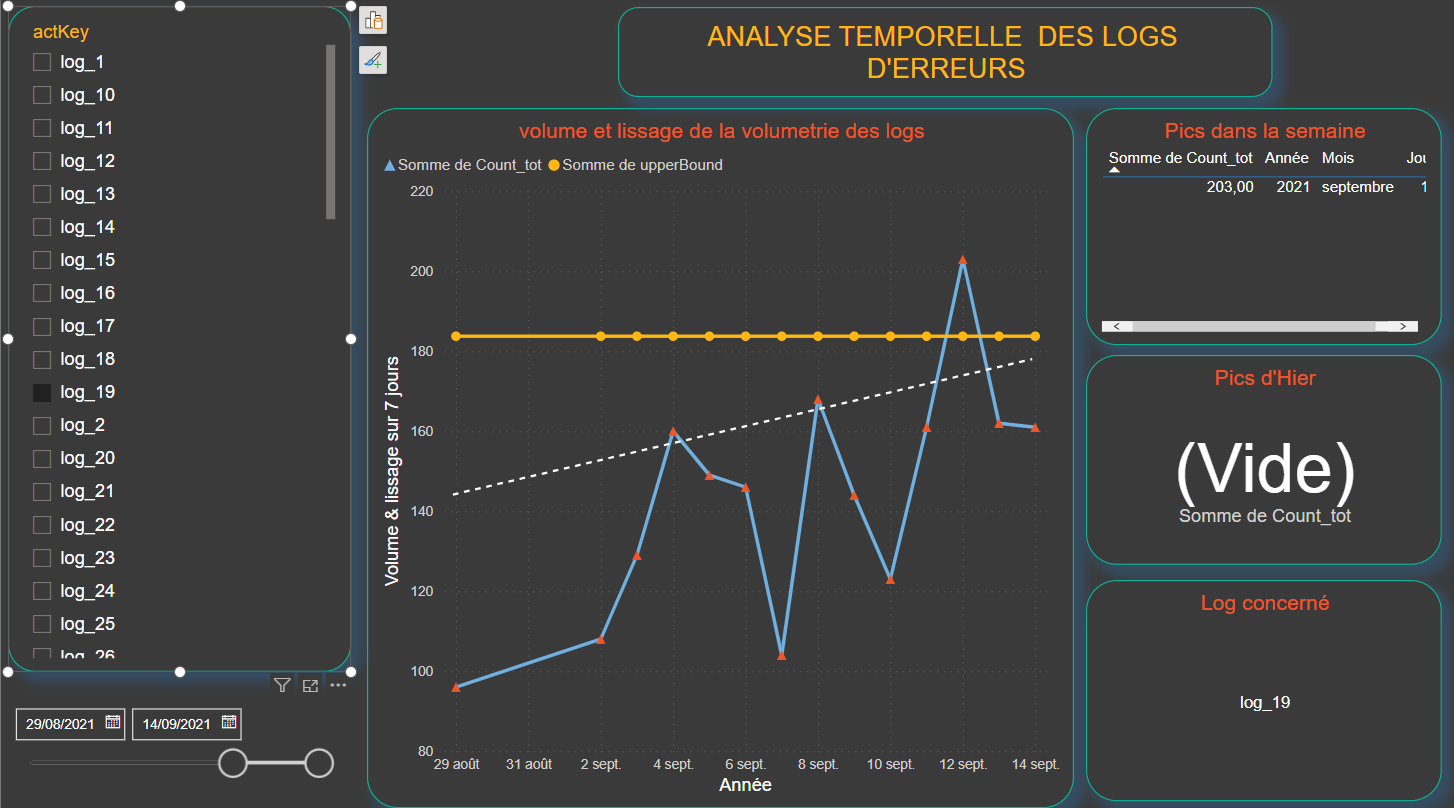 actKey
log_1
log_10
log_11
log_12
log_13
log_14
log_15
log_16
log_17
log_18
log_19
log_2
log_20
log_21
log_22
log_23
log_24
log_25
log_26
29/08/2021
14/09/2021
ANALYSE TEMPORELLE DES LOGS
D'ERREURS
volume et lissage de la volumetrie des logs
Somme de Count_tot Somme de upperBound
Volume & lissage sur 7 jours
220
200
180
160
140
120
100
80
29 août 31 août 2 sept. 4 sept. 6 sept. 8 sept. 10 sept. 12 sept. 14 sept.
Année
Pics dans la semaine
Somme de Count_tot Année Mois Jou
203,00 2021 septembre 1
Pics d'Hier
(Vide)
Somme de Count_tot
Log concerné
log_19